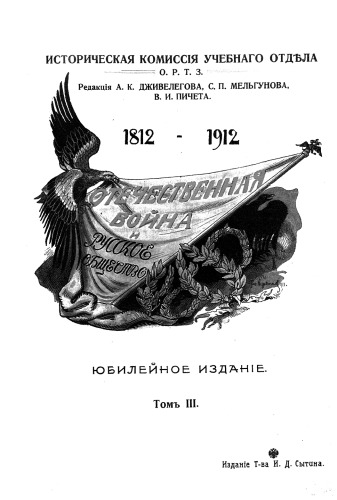 ИСТОРИЧЕСКАЯ КОМИССІЯ УЧЕБНАГО ОТДѢЛА
О. Р. Т. З.
Редакція А. К. ДЖИВЕЛЕГОВА, С. П. МЕЛЬГУНОВА,
В. И. ПИЧЕТА.
1812 - 1912
ОТЕЧЕСТВЕННАЯ
ВОЙНА
И
РУССКОЕ
ОБЩЕСТВО
ЮБИЛЕЙНОЕ ИЗДАНІЕ.
Томъ III.
Изданіе Т-ва И. Д. Сытина.